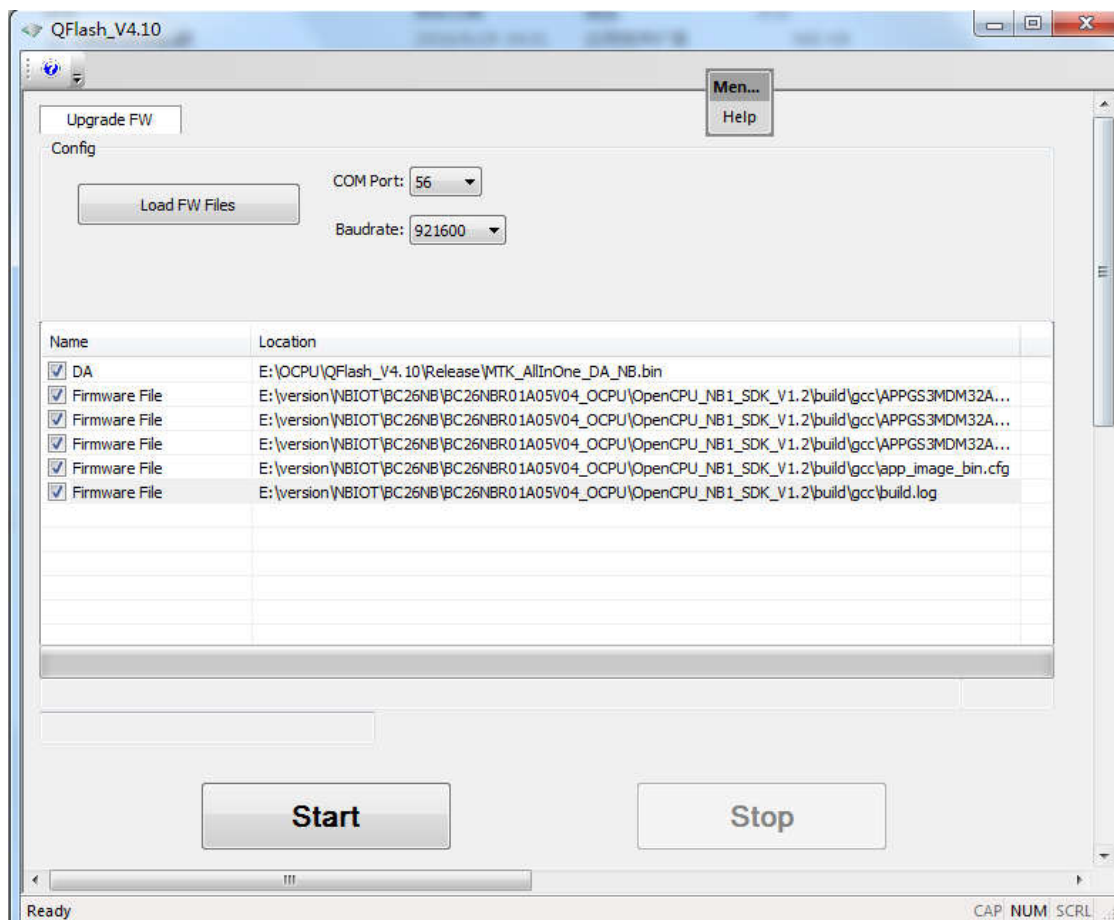 QFlash_V4.10
Men...
Help
Upgrade FW
Config
Load FW Files
COM Port: 56
Baudrate: 921600
Name Location
DA E:\OCPU\QFlash_V4.10\Release\MTK_AllInOne_DA_NB.bin
Firmware File E:\version\NBIOT\BC26NB\BC26NBR01A05V04_OCPU\OpenCPU_NB1_SDK_V1.2\build\gcc\APPGS3MDM32A...
Firmware File E:\version\NBIOT\BC26NB\BC26NBR01A05V04_OCPU\OpenCPU_NB1_SDK_V1.2\build\gcc\APPGS3MDM32A...
Firmware File E:\version\NBIOT\BC26NB\BC26NBR01A05V04_OCPU\OpenCPU_NB1_SDK_V1.2\build\gcc\APPGS3MDM32A...
Firmware File E:\version\NBIOT\BC26NB\BC26NBR01A05V04_OCPU\OpenCPU_NB1_SDK_V1.2\build\gcc\app_image_bin.cfg
Firmware File E:\version\NBIOT\BC26NB\BC26NBR01A05V04_OCPU\OpenCPU_NB1_SDK_V1.2\build\gcc\build.log
Start Stop
Ready CAP NUM SCRL